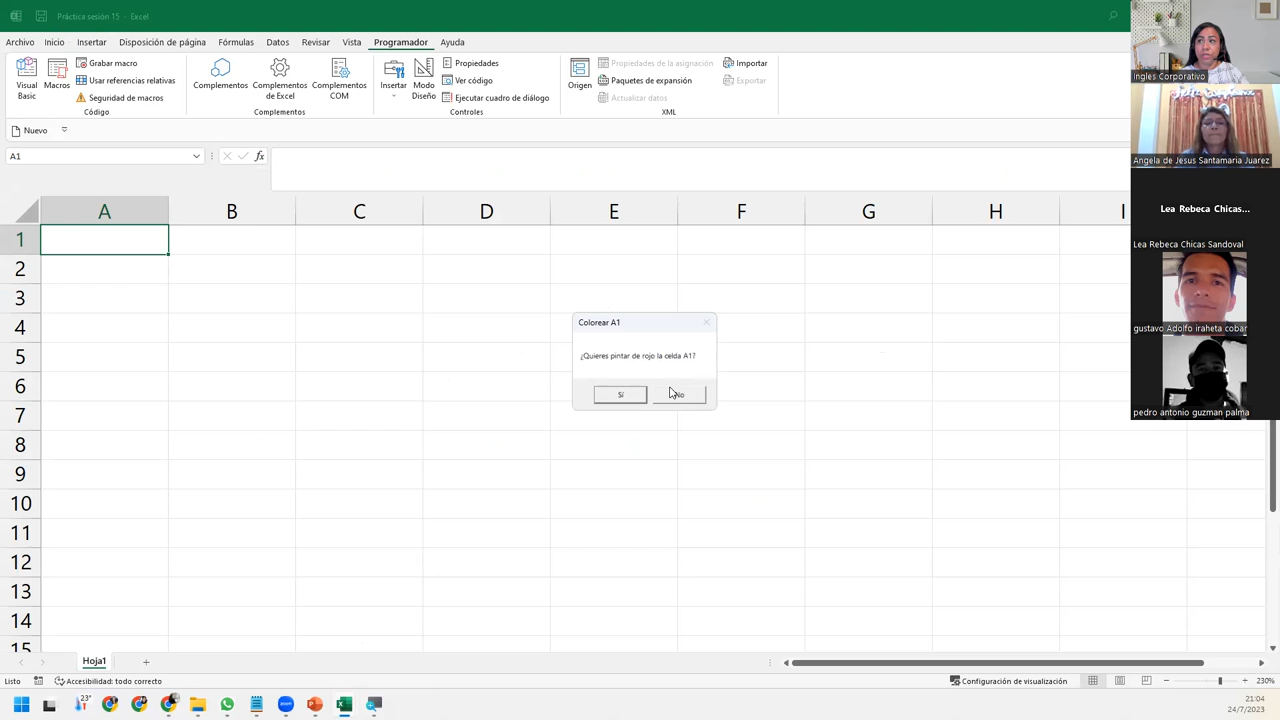 Práctica sesión 15 - Excel
Archivo Inicio Insertar Disposición de página Fórmulas Datos Revisar Vista Programador Ayuda
Visual Basic
Macros
Grabar macro
Usar referencias relativas
Seguridad de macros
Código
Complementos
Complementos de Excel
Complementos COM
Complementos
Insertar
Modo Diseño
Propiedades
Ver código
Ejecutar cuadro de diálogo
Controles
Origen
Propiedades de la asignación
Paquetes de expansión
Actualizar datos
Importar
Exportar
XML
Nuevo
A1
fx
A B C D E F G H I
1
2
3
4
5
6
7
8
9
10
11
12
13
14
15
Colorear A1
¿Quieres pintar de rojo la celda A1?
Sí No
Ingles Corporativo
Angela de Jesus Santamaria Juarez
Lea Rebeca Chicas...
Lea Rebeca Chicas Sandoval
gustavo Adolfo iraheta cobar
pedro antonio guzman palma
Hoja1
Listo
Accesibilidad: todo correcto
Configuración de visualización
230%
23°
zoom
21:04
24/7/2023